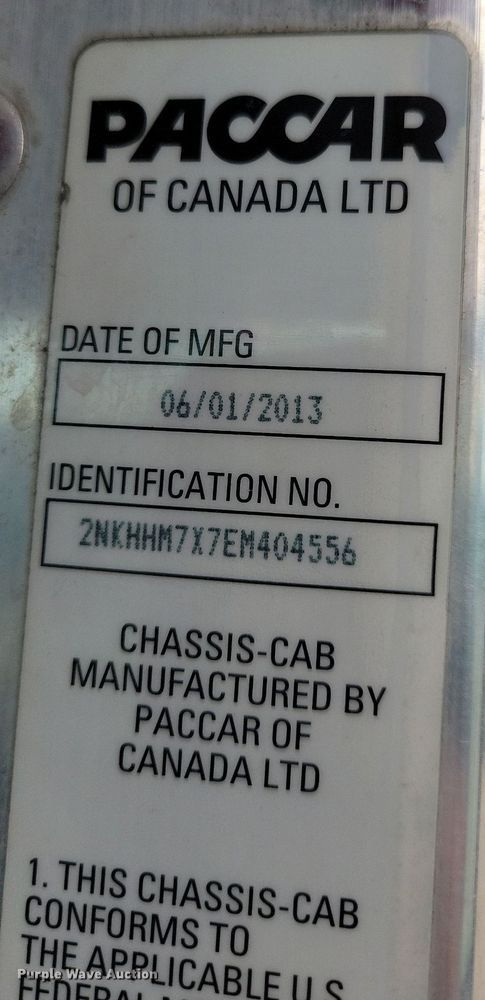 PACCAR
OF CANADA LTD
DATE OF MFG
06/01/2013
IDENTIFICATION NO.
2NKHHM7X7EM404556
CHASSIS-CAB
MANUFACTURED BY
PACCAR OF
CANADA LTD
1. THIS CHASSIS-CAB
CONFORMS TO
THE APPLICABLE U.S.
FEDERAL
Purple Wave Auction